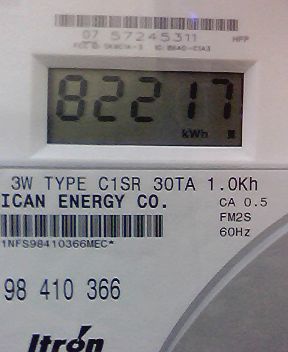 07 57245311 HFP
82217
kWh
3W TYPE C1SR 30TA 1.0Kh
ICAN ENERGY CO. CA 0.5
FM2S
60Hz
1NFS98410366MEC*
98 410 366
Itron